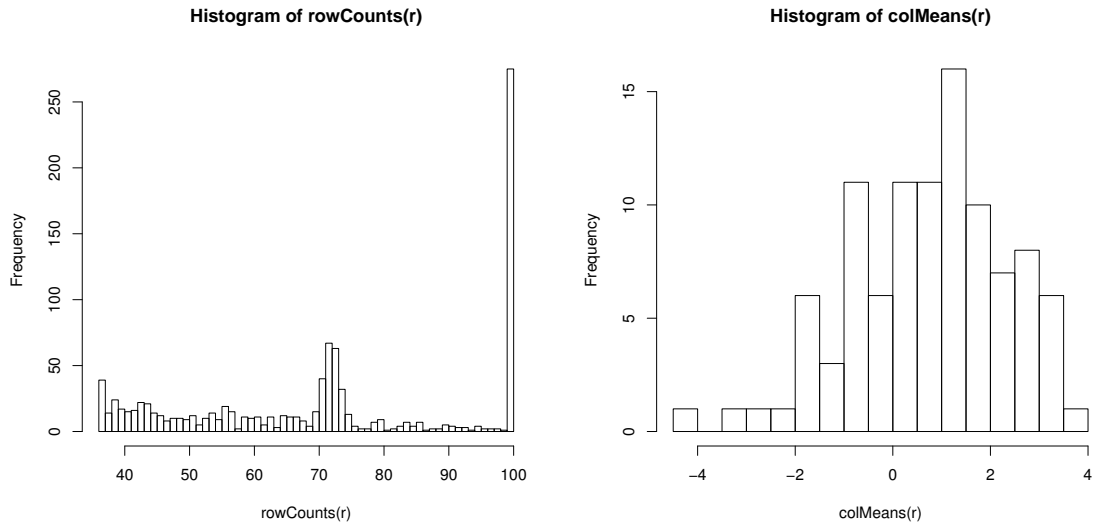 Histogram of rowCounts(r)
Frequency
250
200
150
100
50
0
40 50 60 70 80 90 100
rowCounts(r)
Histogram of colMeans(r)
Frequency
15
10
5
0
−4 −2 0 2 4
colMeans(r)